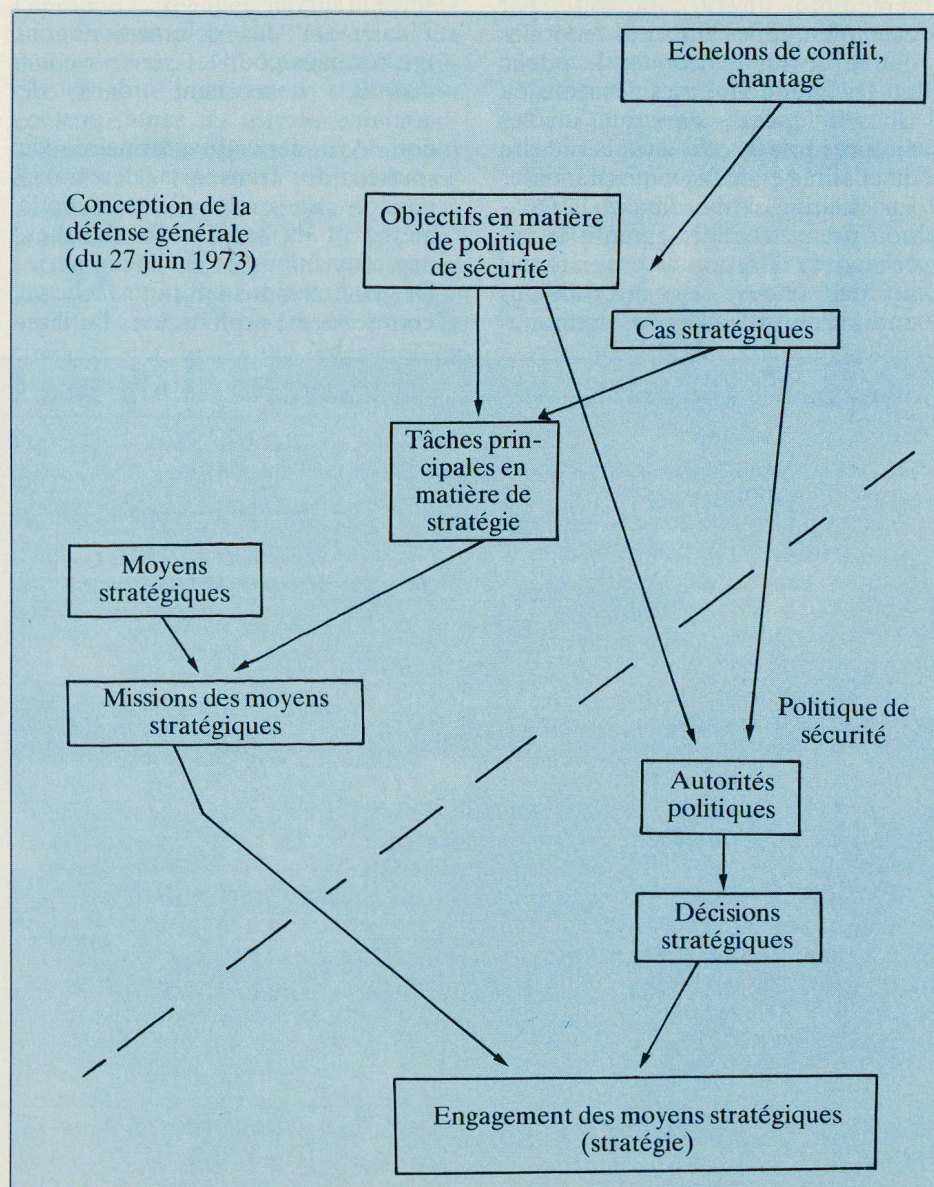 Echelons de conflit,
chantage
Conception de la
défense générale
(du 27 juin 1973)
Objectifs en matière
de politique
de sécurité
Cas stratégiques
Tâches prin-
cipales en
matière de
stratégie
Moyens
stratégiques
Missions des moyens
stratégiques
Politique de
sécurité
Autorités
politiques
Décisions
stratégiques
Engagement des moyens stratégiques
(stratégie)